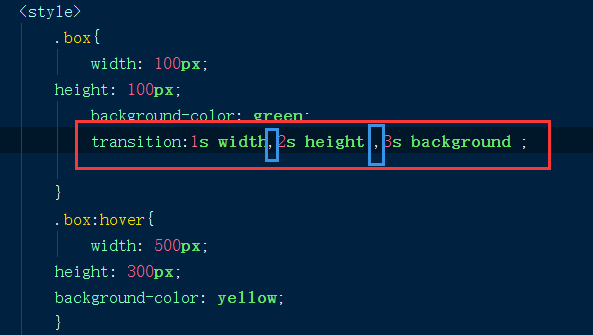 <style>
.box{
width: 100px;
height: 100px;
background-color: green;
transition:1s width,2s height ,3s background ;
}
.box:hover{
width: 500px;
height: 300px;
background-color: yellow;
}